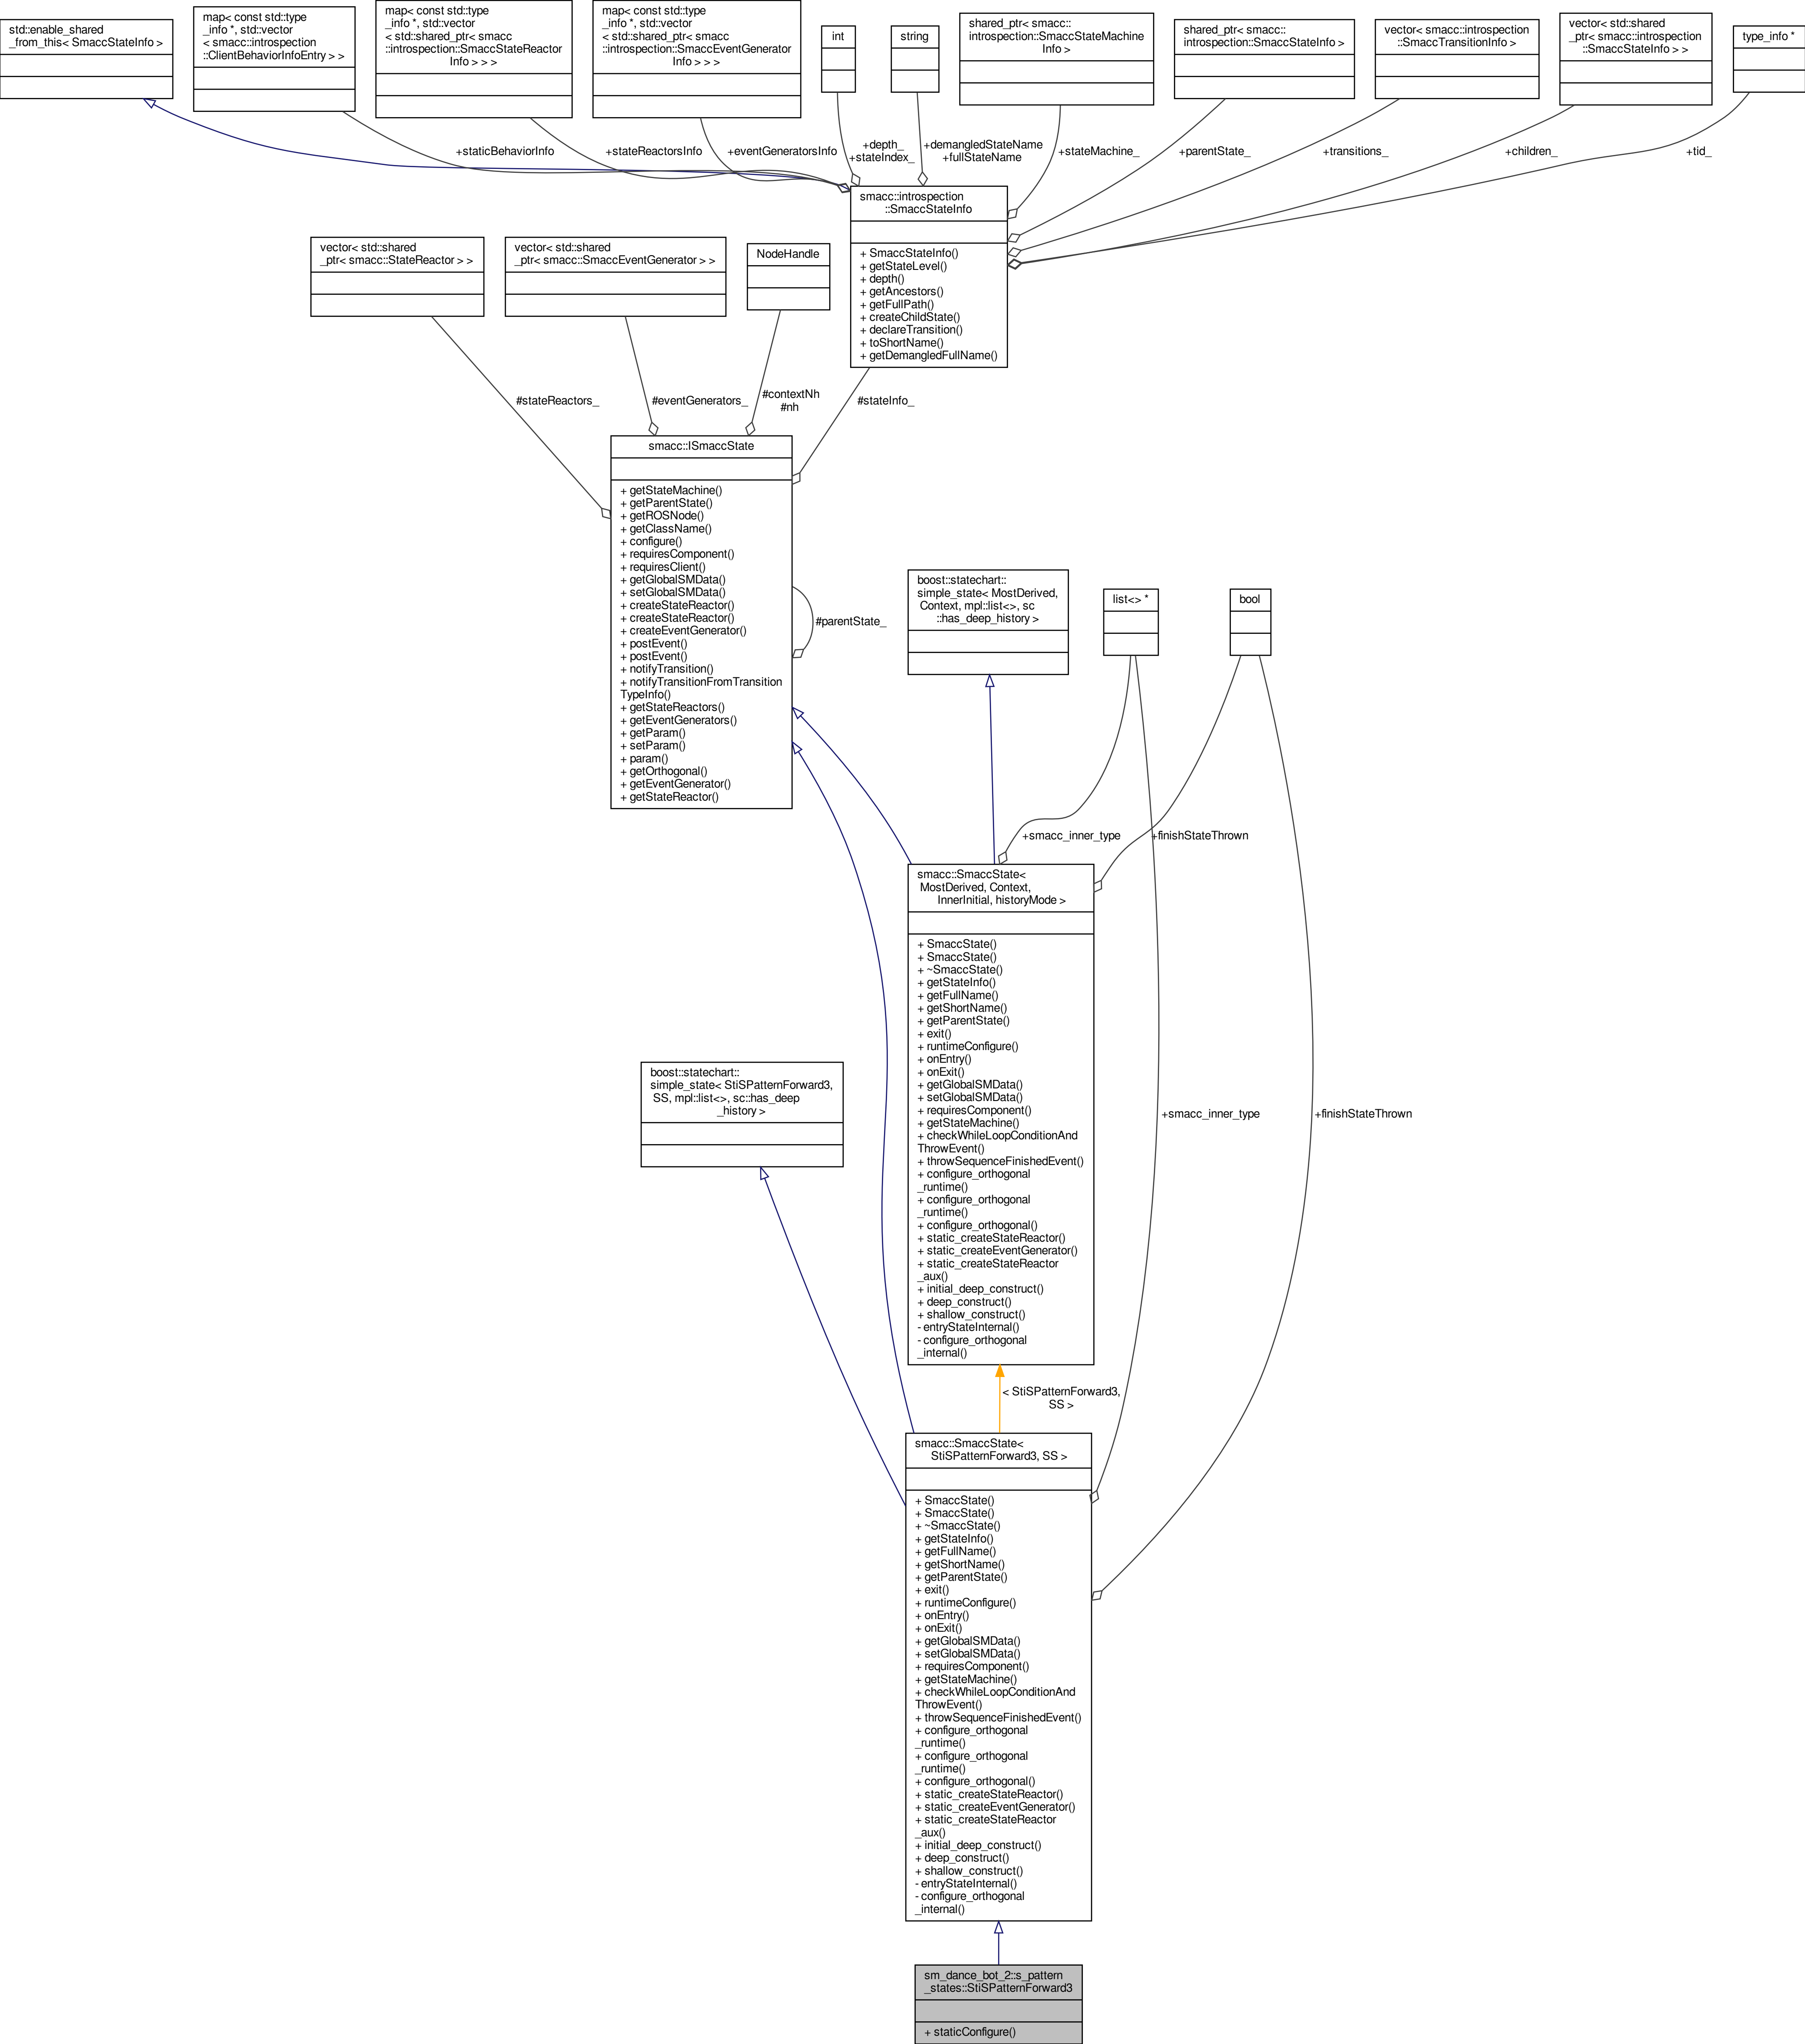 std::enable_shared
_from_this< SmaccStateInfo >
map< const std::type
_info *, std::vector
< smacc::introspection
::ClientBehaviorInfoEntry > >
map< const std::type
_info *, std::vector
< std::shared_ptr< smacc
::introspection::SmaccStateReactor
Info > > >
map< const std::type
_info *, std::vector
< std::shared_ptr< smacc
::introspection::SmaccEventGenerator
Info > > >
int
string
shared_ptr< smacc::
introspection::SmaccStateMachine
Info >
shared_ptr< smacc::
introspection::SmaccStateInfo >
vector< smacc::introspection
::SmaccTransitionInfo >
vector< std::shared
_ptr< smacc::introspection
::SmaccStateInfo > >
type_info *
+staticBehaviorInfo
+stateReactorsInfo
+eventGeneratorsInfo
+depth_
+stateIndex_
+demangledStateName
+fullStateName
+stateMachine_
+parentState_
+transitions_
+children_
+tid_
smacc::introspection
::SmaccStateInfo
+ SmaccStateInfo()
+ getStateLevel()
+ depth()
+ getAncestors()
+ getFullPath()
+ createChildState()
+ declareTransition()
+ toShortName()
+ getDemangledFullName()
vector< std::shared
_ptr< smacc::StateReactor > >
vector< std::shared
_ptr< smacc::SmaccEventGenerator > >
NodeHandle
#stateReactors_
#eventGenerators_
#contextNh
#nh
#stateInfo_
smacc::ISmaccState
+ getStateMachine()
+ getParentState()
+ getROSNode()
+ getClassName()
+ configure()
+ requiresComponent()
+ requiresClient()
+ getGlobalSMData()
+ setGlobalSMData()
+ createStateReactor()
+ createStateReactor()
+ createEventGenerator()
+ postEvent()
+ postEvent()
+ notifyTransition()
+ notifyTransitionFromTransition
TypeInfo()
+ getStateReactors()
+ getEventGenerators()
+ getParam()
+ setParam()
+ param()
+ getOrthogonal()
+ getEventGenerator()
+ getStateReactor()
#parentState_
boost::statechart::
simple_state< MostDerived,
Context, mpl::list<>, sc
::has_deep_history >
list<> *
bool
+smacc_inner_type
+finishStateThrown
smacc::SmaccState<
MostDerived, Context,
InnerInitial, historyMode >
+ SmaccState()
+ SmaccState()
+ ~SmaccState()
+ getStateInfo()
+ getFullName()
+ getShortName()
+ getParentState()
+ exit()
+ runtimeConfigure()
+ onEntry()
+ onExit()
+ getGlobalSMData()
+ setGlobalSMData()
+ requiresComponent()
+ getStateMachine()
+ checkWhileLoopConditionAnd
ThrowEvent()
+ throwSequenceFinishedEvent()
+ configure_orthogonal
_runtime()
+ configure_orthogonal
_runtime()
+ configure_orthogonal()
+ static_createStateReactor()
+ static_createEventGenerator()
+ static_createStateReactor
_aux()
+ initial_deep_construct()
+ deep_construct()
+ shallow_construct()
- entryStateInternal()
- configure_orthogonal
_internal()
boost::statechart::
simple_state< StiSPatternForward3,
SS, mpl::list<>, sc::has_deep
_history >
+smacc_inner_type
+finishStateThrown
< StiSPatternForward3,
SS >
smacc::SmaccState<
StiSPatternForward3, SS >
+ SmaccState()
+ SmaccState()
+ ~SmaccState()
+ getStateInfo()
+ getFullName()
+ getShortName()
+ getParentState()
+ exit()
+ runtimeConfigure()
+ onEntry()
+ onExit()
+ getGlobalSMData()
+ setGlobalSMData()
+ requiresComponent()
+ getStateMachine()
+ checkWhileLoopConditionAnd
ThrowEvent()
+ throwSequenceFinishedEvent()
+ configure_orthogonal
_runtime()
+ configure_orthogonal
_runtime()
+ configure_orthogonal()
+ static_createStateReactor()
+ static_createEventGenerator()
+ static_createStateReactor
_aux()
+ initial_deep_construct()
+ deep_construct()
+ shallow_construct()
- entryStateInternal()
- configure_orthogonal
_internal()
sm_dance_bot_2::s_pattern
_states::StiSPatternForward3
+ staticConfigure()